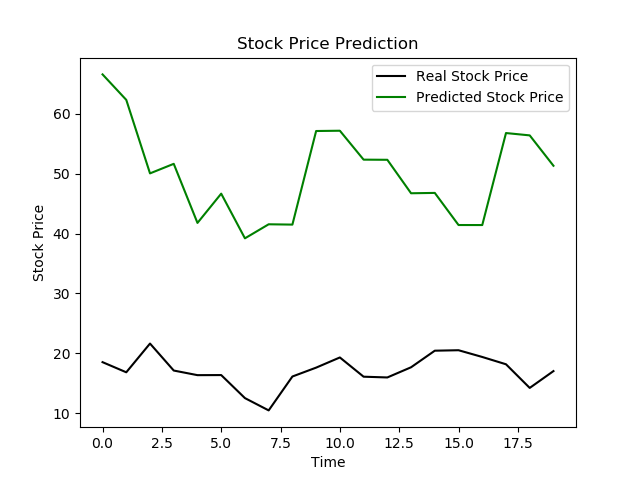 Stock Price Prediction
Real Stock Price
Predicted Stock Price
Stock Price
60
50
40
30
20
10
0.0 2.5 5.0 7.5 10.0 12.5 15.0 17.5
Time